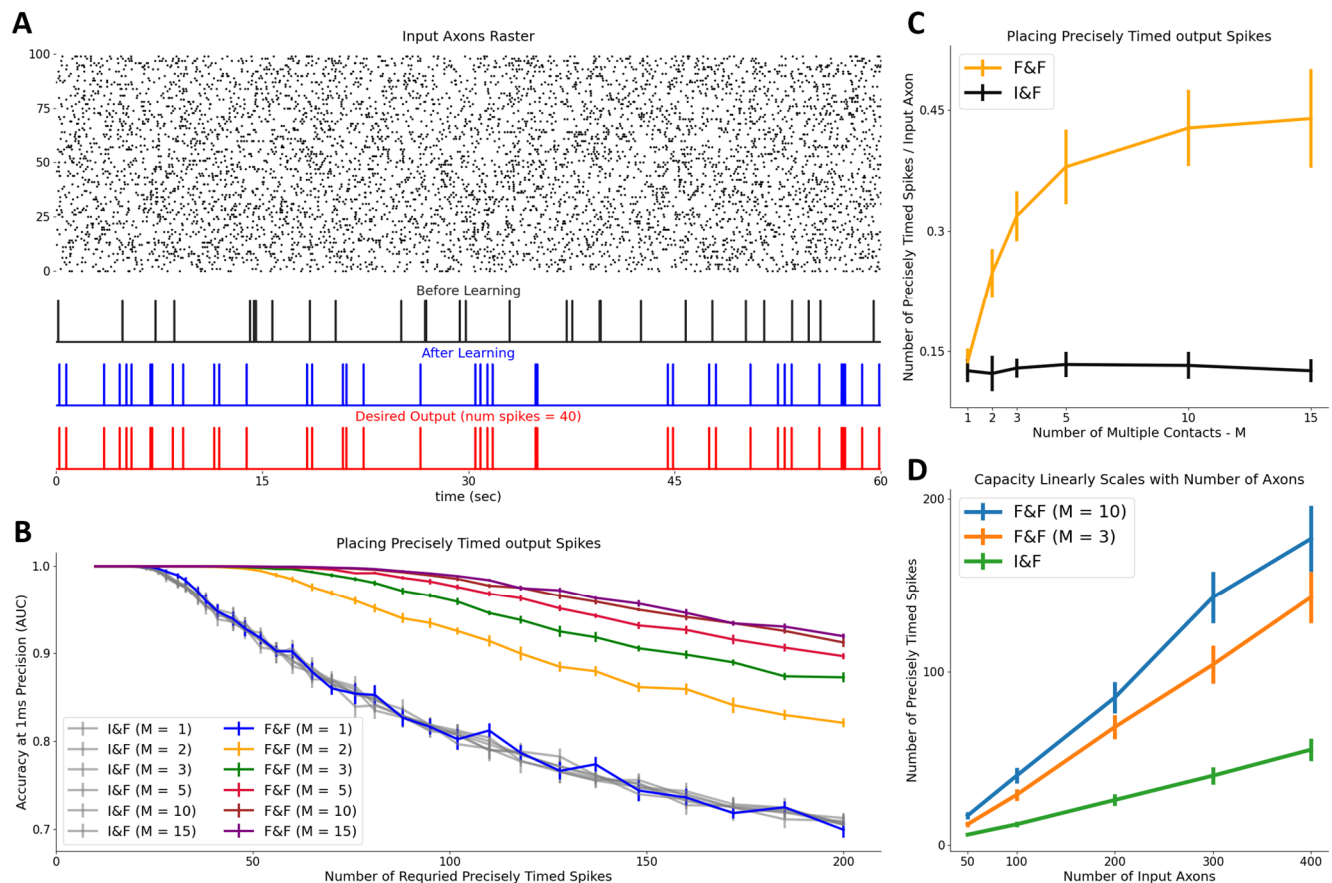 A
Input Axons Raster
100
75
50
25
0
Before Learning
After Learning
Desired Output (num spikes = 40)
0 15 30 45 60
time (sec)
B
Placing Precisely Timed output Spikes
Accuracy at 1ms Precision (AUC)
1.0
0.9
0.8
0.7
I&F (M = 1) F&F (M = 1)
I&F (M = 2) F&F (M = 2)
I&F (M = 3) F&F (M = 3)
I&F (M = 5) F&F (M = 5)
I&F (M = 10) F&F (M = 10)
I&F (M = 15) F&F (M = 15)
0 50 100 150 200
Number of Requried Precisely Timed Spikes
C
Placing Precisely Timed output Spikes
F&F
I&F
Number of Precisely Timed Spikes / Input Axon
0.45
0.3
0.15
1 2 3 5 10 15
Number of Multiple Contacts - M
D
Capacity Linearly Scales with Number of Axons
F&F (M = 10)
F&F (M = 3)
I&F
Number of Precisely Timed Spikes
200
100
0
50 100 200 300 400
Number of Input Axons